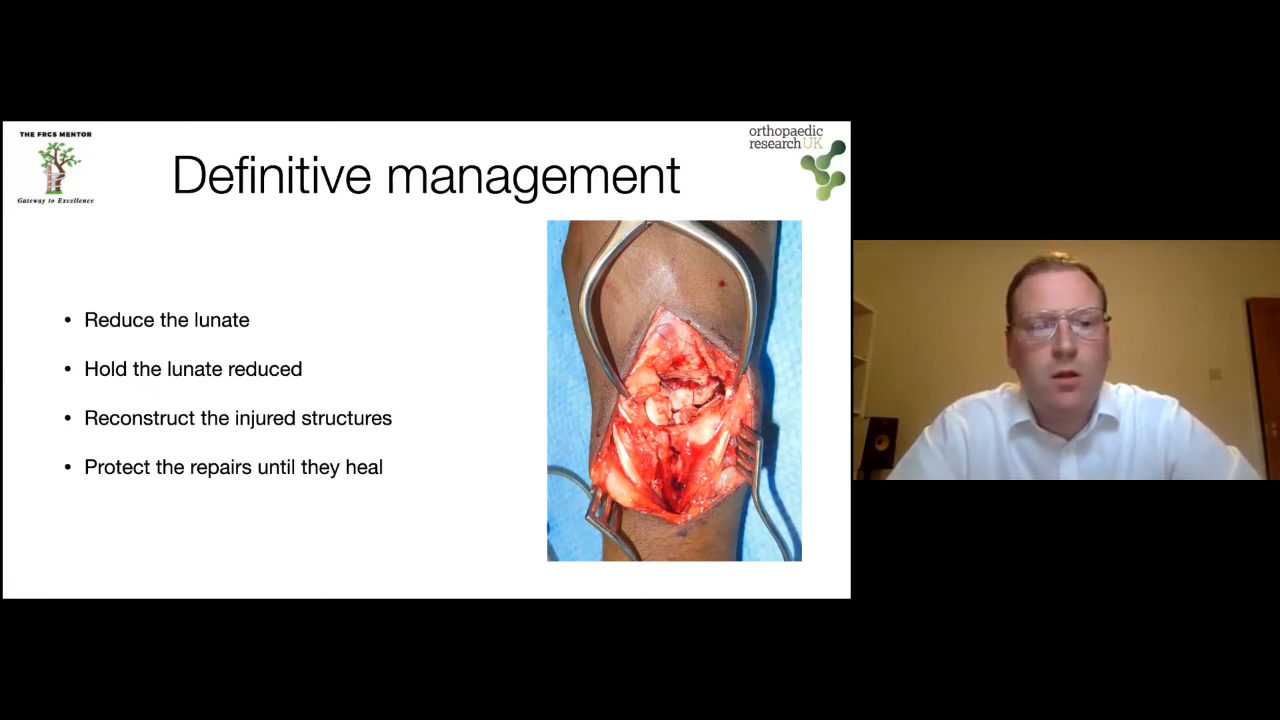 THE FRCS MENTOR
Gateway to Excellence
orthopaedic
research UK
Definitive management
• Reduce the lunate
• Hold the lunate reduced
• Reconstruct the injured structures
• Protect the repairs until they heal